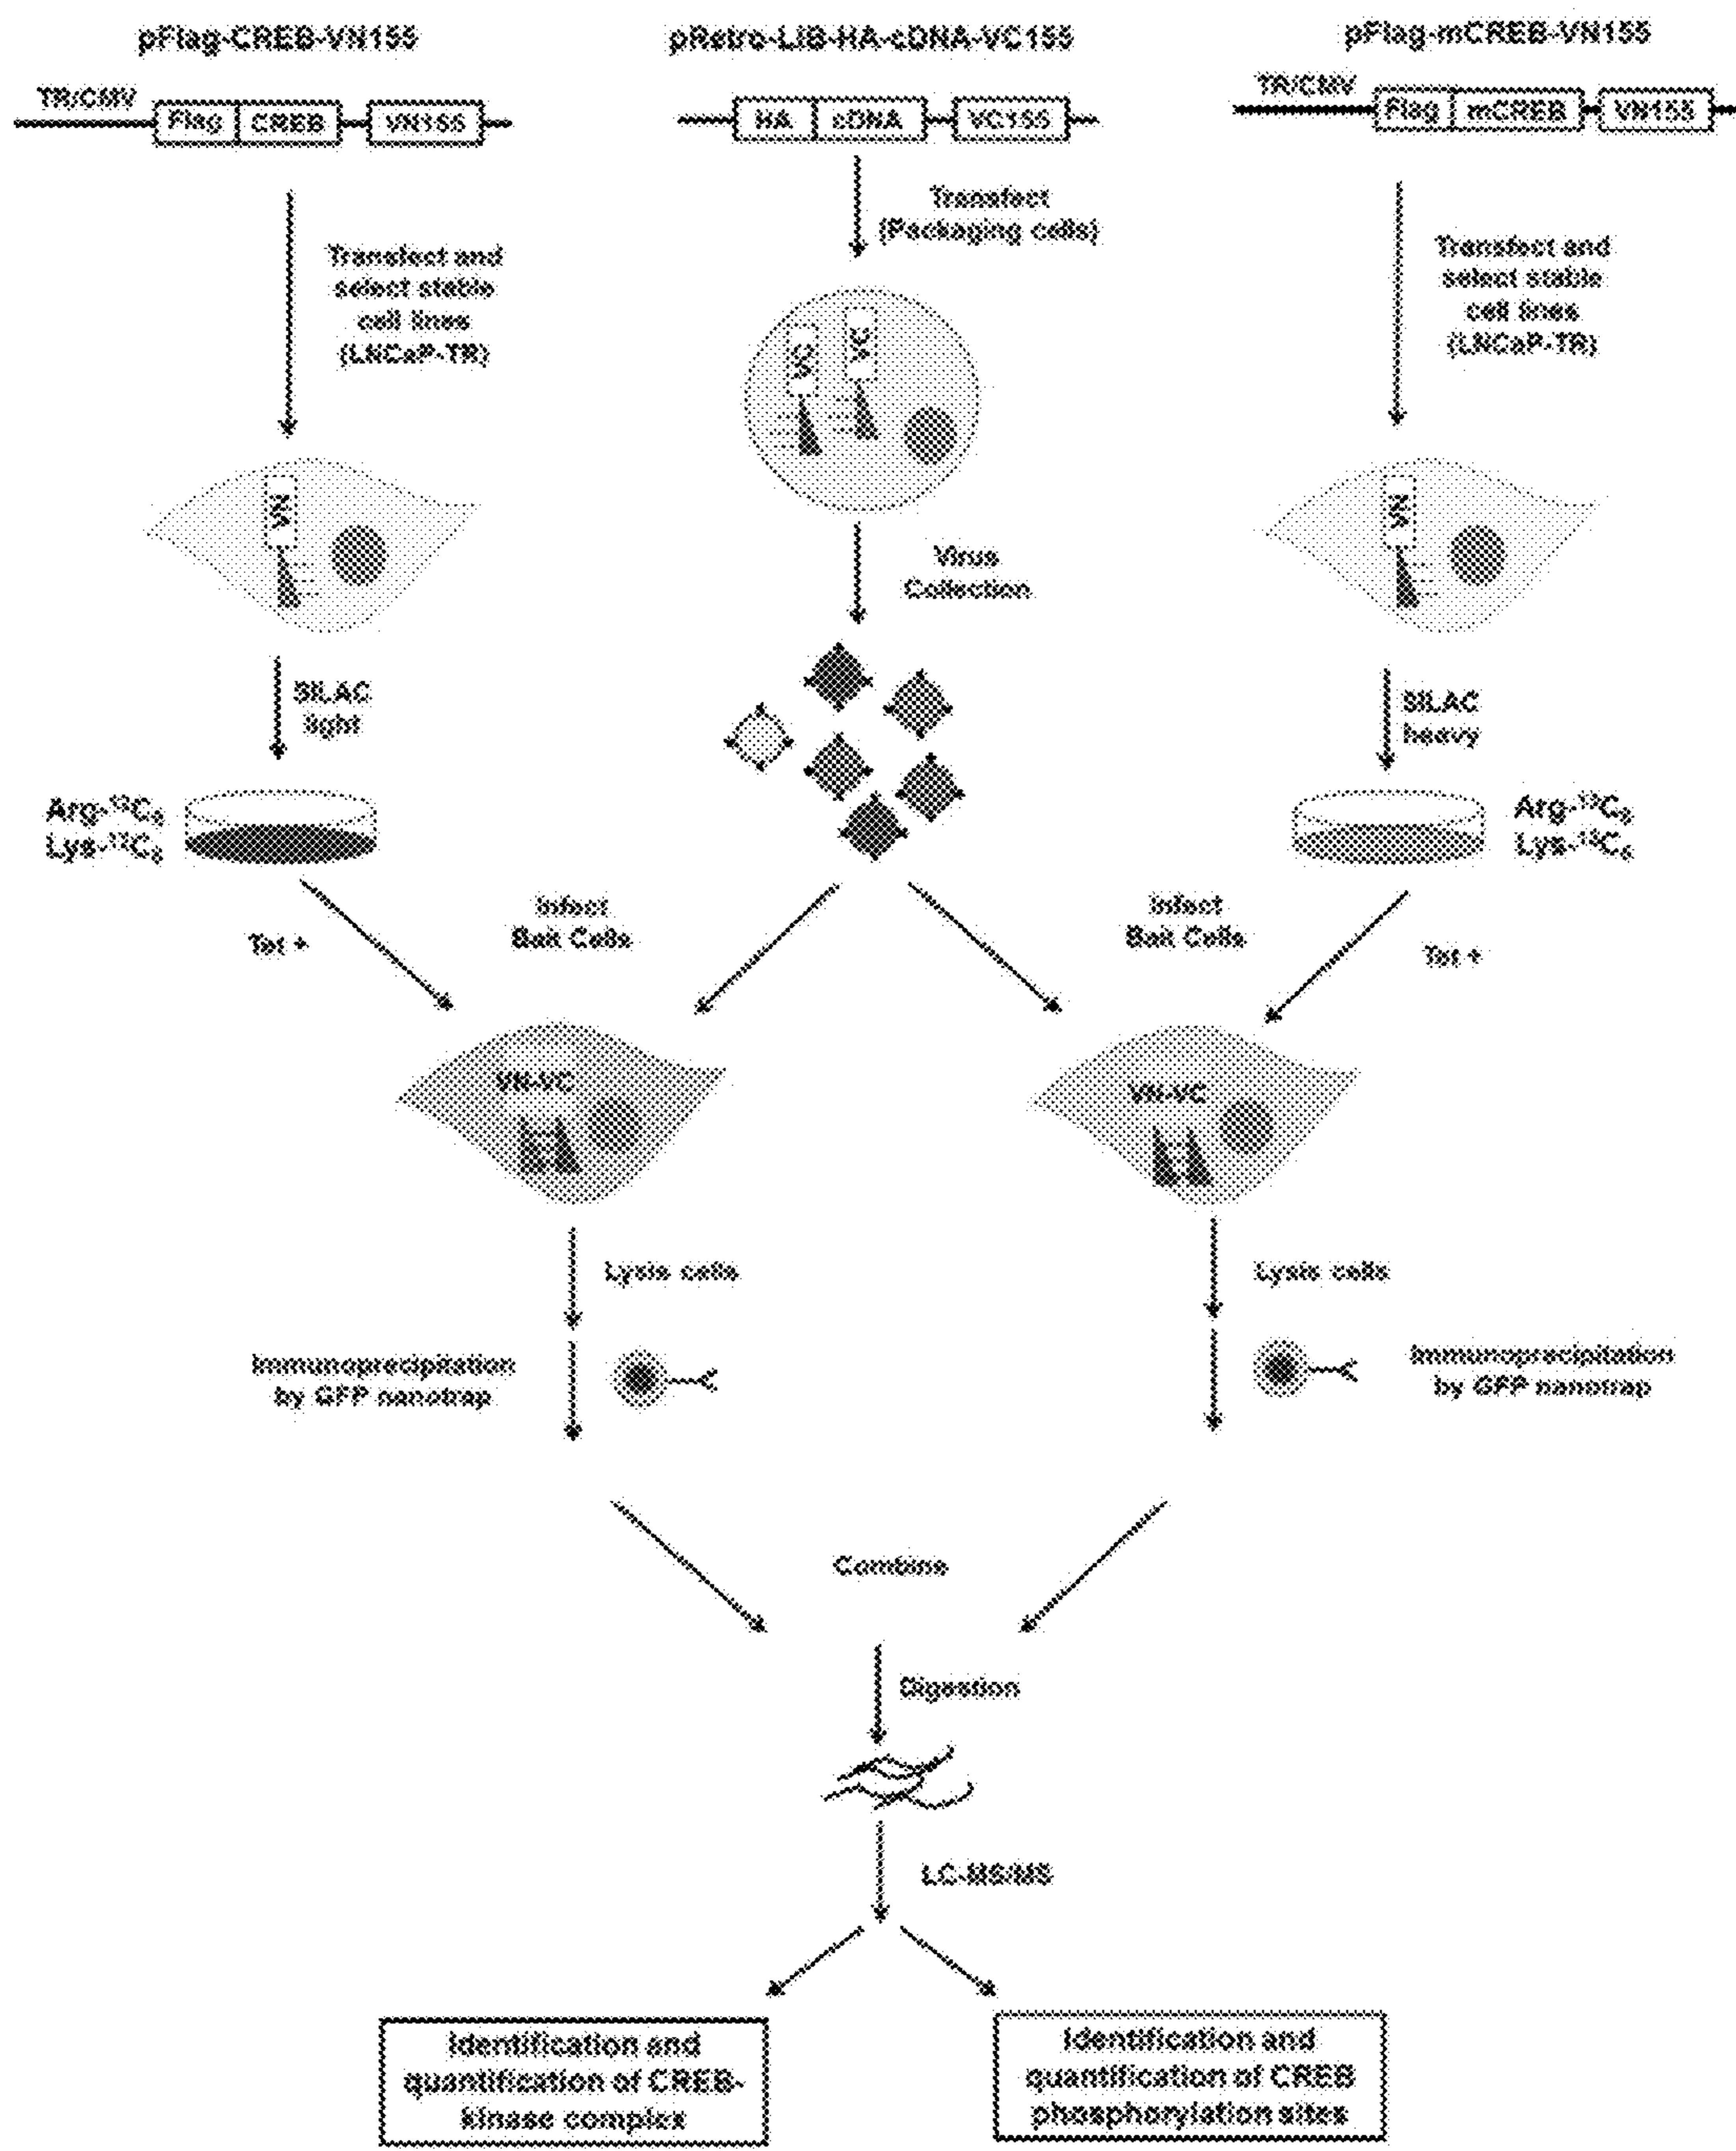 pFlag-CREB-VN155
TR/CMV
Flag CREB VN155
Transfect and
select stable
cell lines
(LNCaP-TR)
VN
SILAC
light
Arg-¹²C₆
Lys-¹²C₆
Tet +
pRetro-LIB-HA-cDNA-VC155
HA cDNA VC155
Transfect
(Packaging cells)
VC VC
Virus
Collection
pFlag-mCREB-VN155
TR/CMV
Flag mCREB VN155
Transfect and
select stable
cell lines
(LNCaP-TR)
VN
SILAC
heavy
Arg-¹³C₆
Lys-¹³C₆
Tet +
Infect
Bait Cells
Infect
Bait Cells
VN-VC
VN-VC
Lysis cells
Lysis cells
Immunoprecipitation
by GFP nanotrap
Immunoprecipitation
by GFP nanotrap
Combine
Digestion
LC-MS/MS
Identification and
quantification of CREB-
kinase complex
Identification and
quantification of CREB
phosphorylation sites